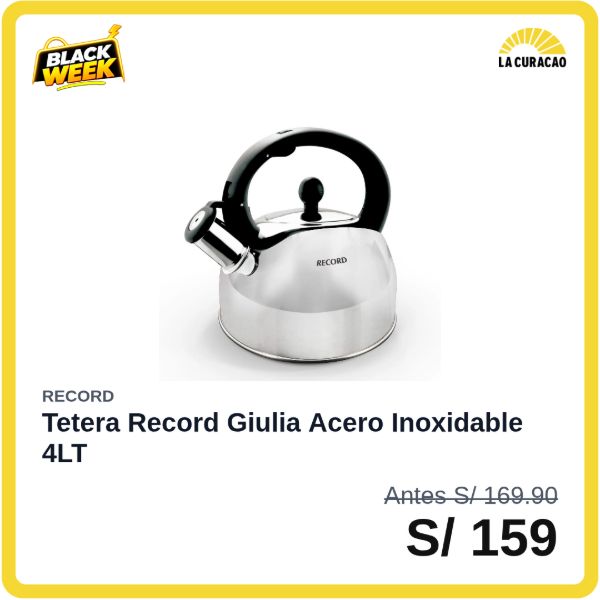 BLACK
WEEK
LA CURACAO
RECORD
RECORD
Tetera Record Giulia Acero Inoxidable
4LT
Antes S/ 169.90
S/ 159